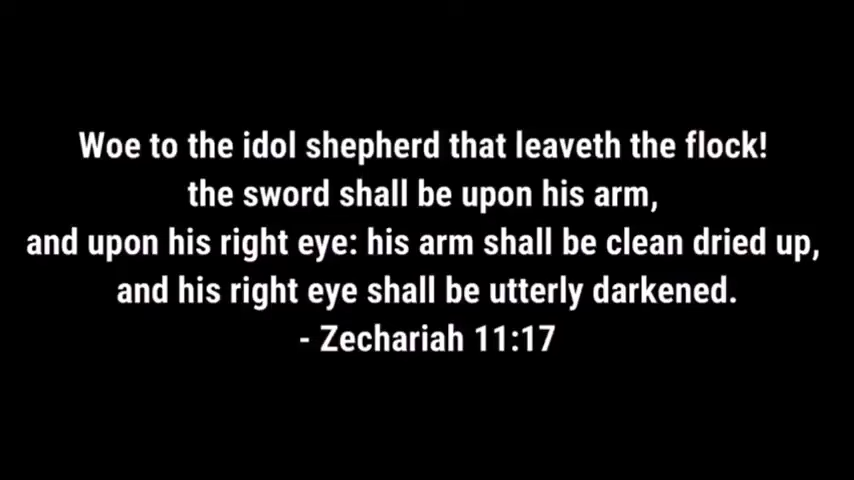 Woe to the idol shepherd that leaveth the flock!
the sword shall be upon his arm,
and upon his right eye: his arm shall be clean dried up,
and his right eye shall be utterly darkened.
- Zechariah 11:17